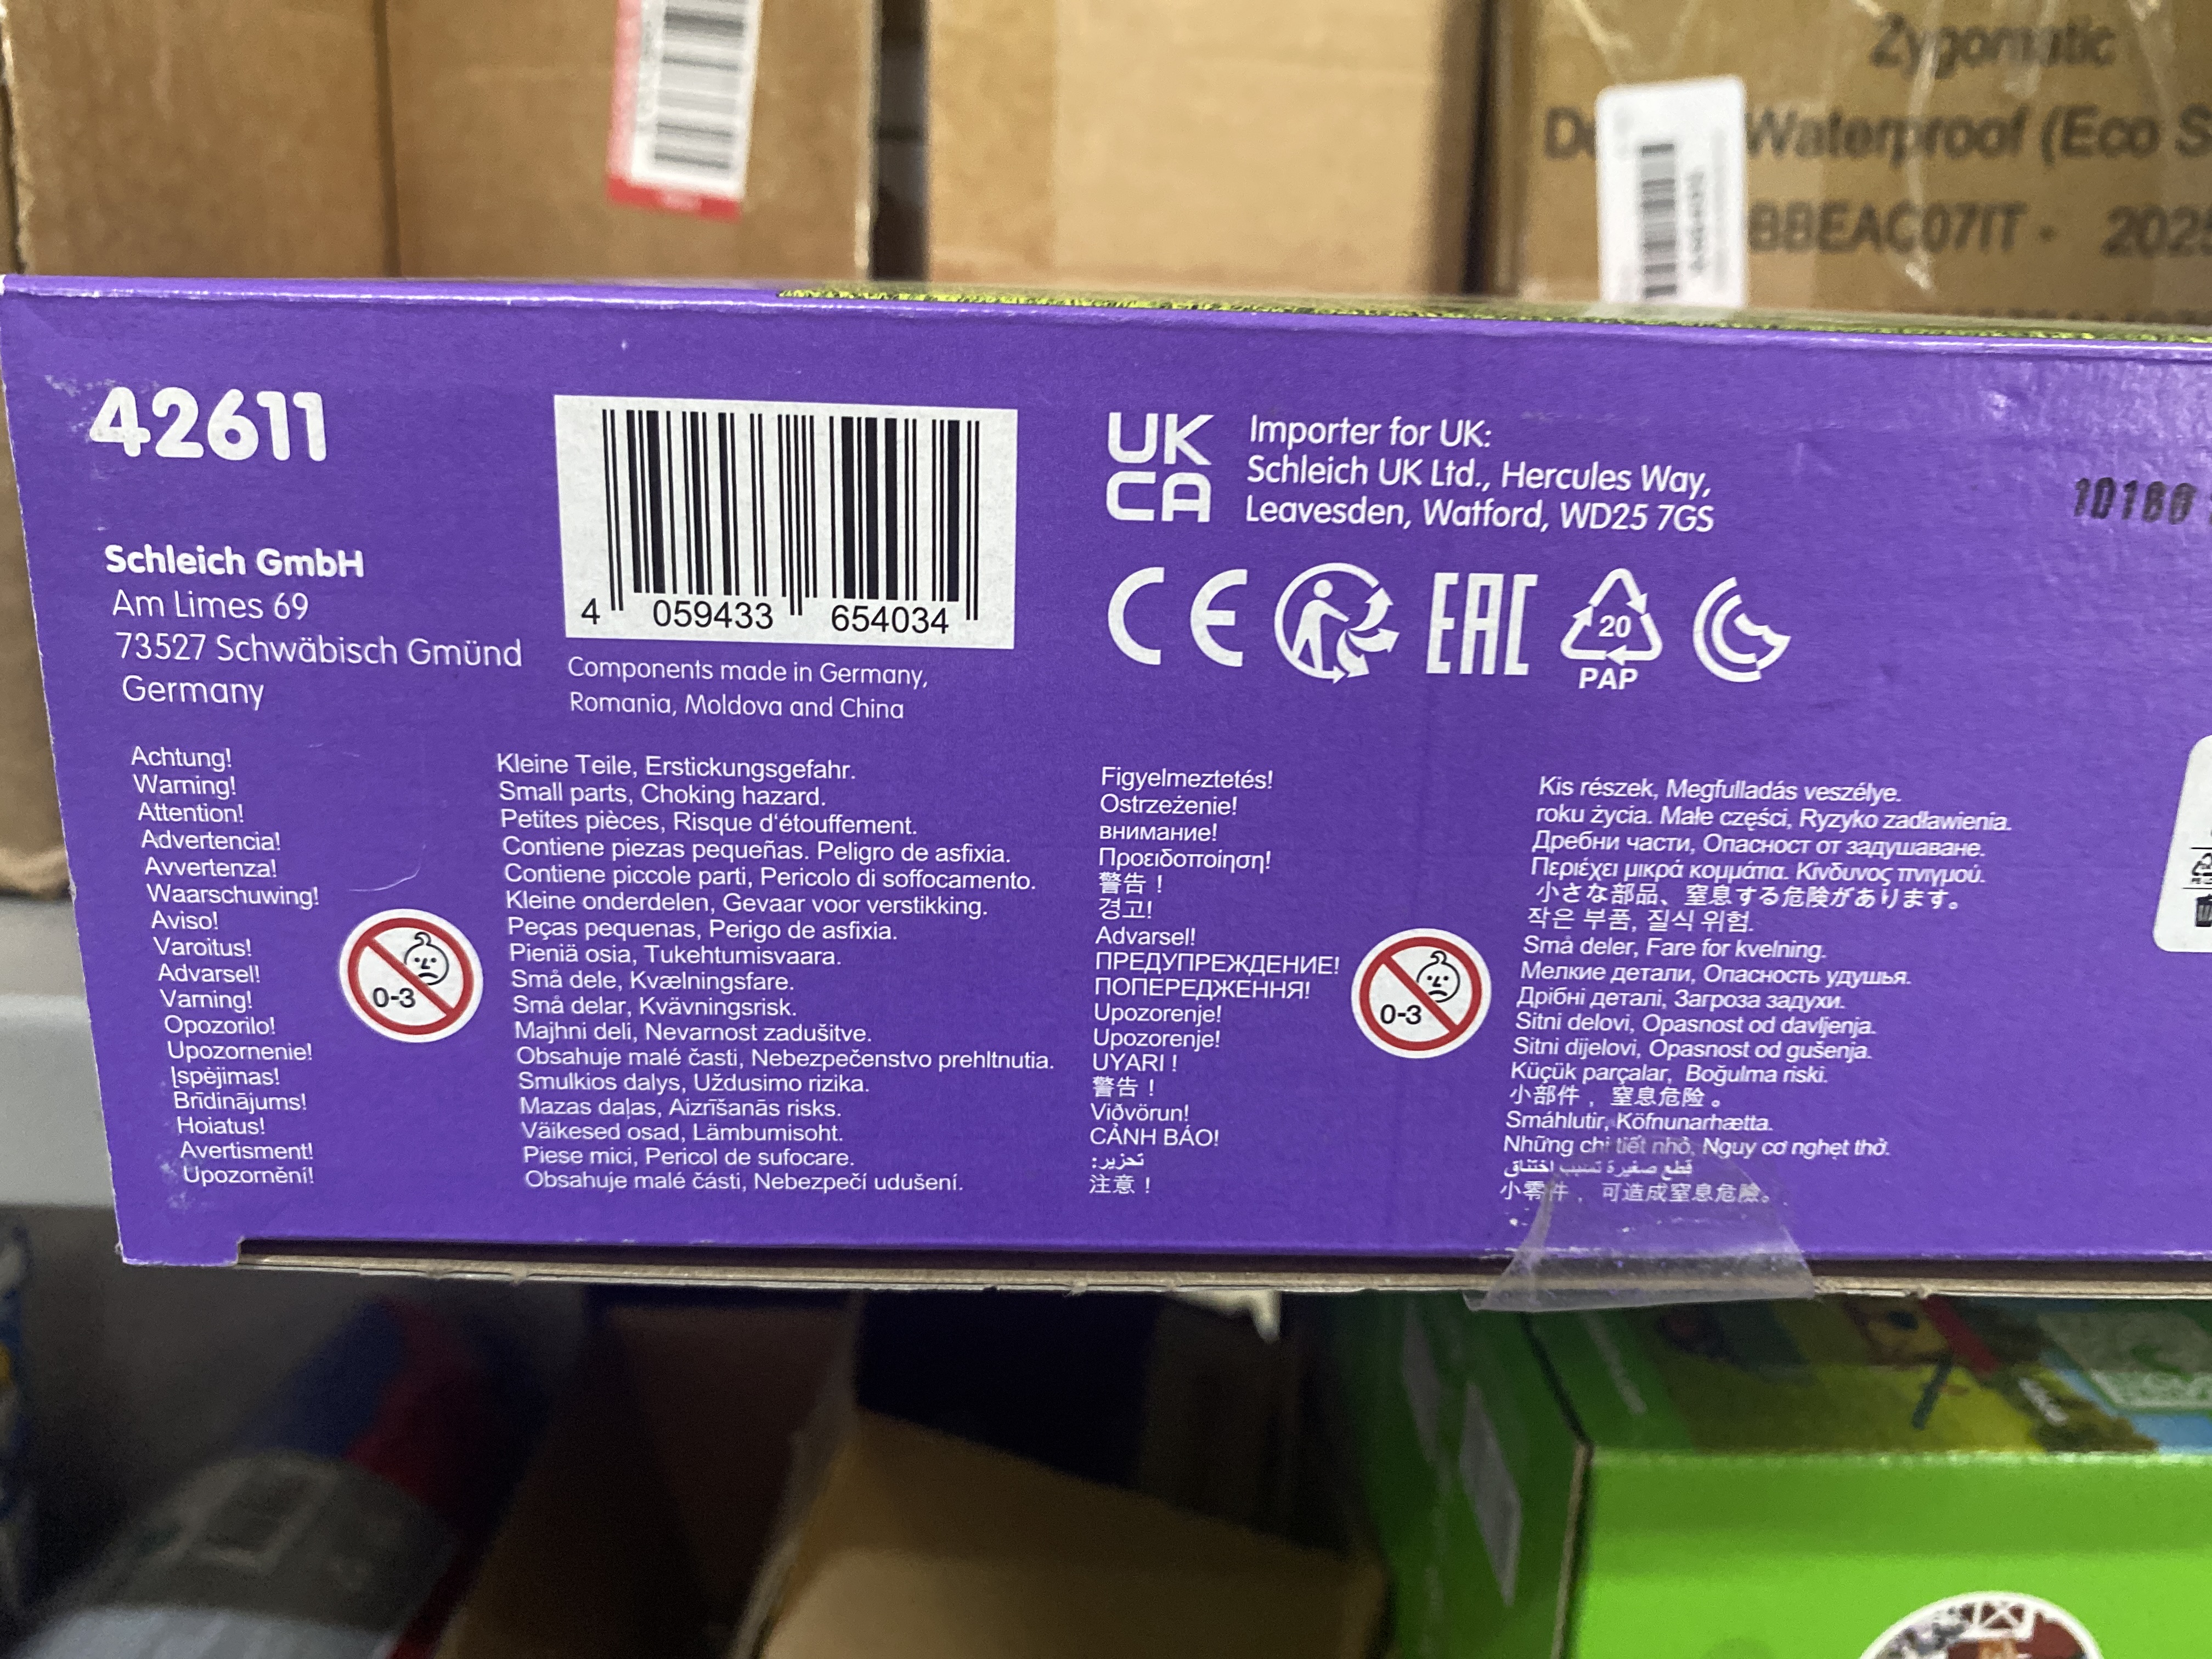 Zygomatic
Waterproof (Eco S
BBEAC07IT - 202
42611
Schleich GmbH
Am Limes 69
73527 Schwäbisch Gmünd
Germany
4 059433 654034
Components made in Germany,
Romania, Moldova and China
UK
CA
Importer for UK:
Schleich UK Ltd., Hercules Way,
Leavesden, Watford, WD25 7GS
CE
EAC
20
PAP
Achtung!
Warning!
Attention!
Advertencia!
Avvertenza!
Waarschuwing!
Aviso!
Varoitus!
Advarsel!
Varning!
Opozorilo!
Upozornenie!
Įspėjimas!
Brīdinājums!
Hoiatus!
Avertisment!
Upozornění!
0-3
Kleine Teile, Erstickungsgefahr.
Small parts, Choking hazard.
Petites pièces, Risque d‘étouffement.
Contiene piezas pequeñas. Peligro de asfixia.
Contiene piccole parti, Pericolo di soffocamento.
Kleine onderdelen, Gevaar voor verstikking.
Peças pequenas, Perigo de asfixia.
Pieniä osia, Tukehtumisvaara.
Små dele, Kvælningsfare.
Små delar, Kvävningsrisk.
Majhni deli, Nevarnost zadušitve.
Obsahuje malé časti, Nebezpečenstvo prehltnutia.
Smulkios dalys, Uždusimo rizika.
Mazas daļas, Aizrīšanās risks.
Väikesed osad, Lämbumisoht.
Piese mici, Pericol de sufocare.
Obsahuje malé části, Nebezpečí udušení.
Figyelmeztetés!
Ostrzeżenie!
внимание!
Προειδοποίηση!
警告！
경고!
Advarsel!
ПРЕДУПРЕЖДЕНИЕ!
ПОПЕРЕДЖЕННЯ!
Upozorenje!
Upozorenje!
UYARI !
警告！
Viðvörun!
CẢNH BÁO!
تحزير:
注意！
0-3
Kis részek, Megfulladás veszélye.
roku życia. Małe części, Ryzyko zadławienia.
Дребни части, Опасност от задушаване.
Περιέχει μικρά κομμάτια. Κίνδυνος πνιγμού.
小さな部品、窒息する危険があります。
작은 부품, 질식 위험.
Små deler, Fare for kvelning.
Мелкие детали, Опасность удушья.
Дрібні деталі, Загроза задухи.
Sitni delovi, Opasnost od davljenja.
Sitni dijelovi, Opasnost od gušenja.
Küçük parçalar, Boğulma riski.
小部件，窒息危险。
Smáhlutir, Köfnunarhætta.
Những chi tiết nhỏ, Nguy cơ nghẹt thở.
قطع صغيرة تسبب اختناق
小零件，可造成窒息危險。